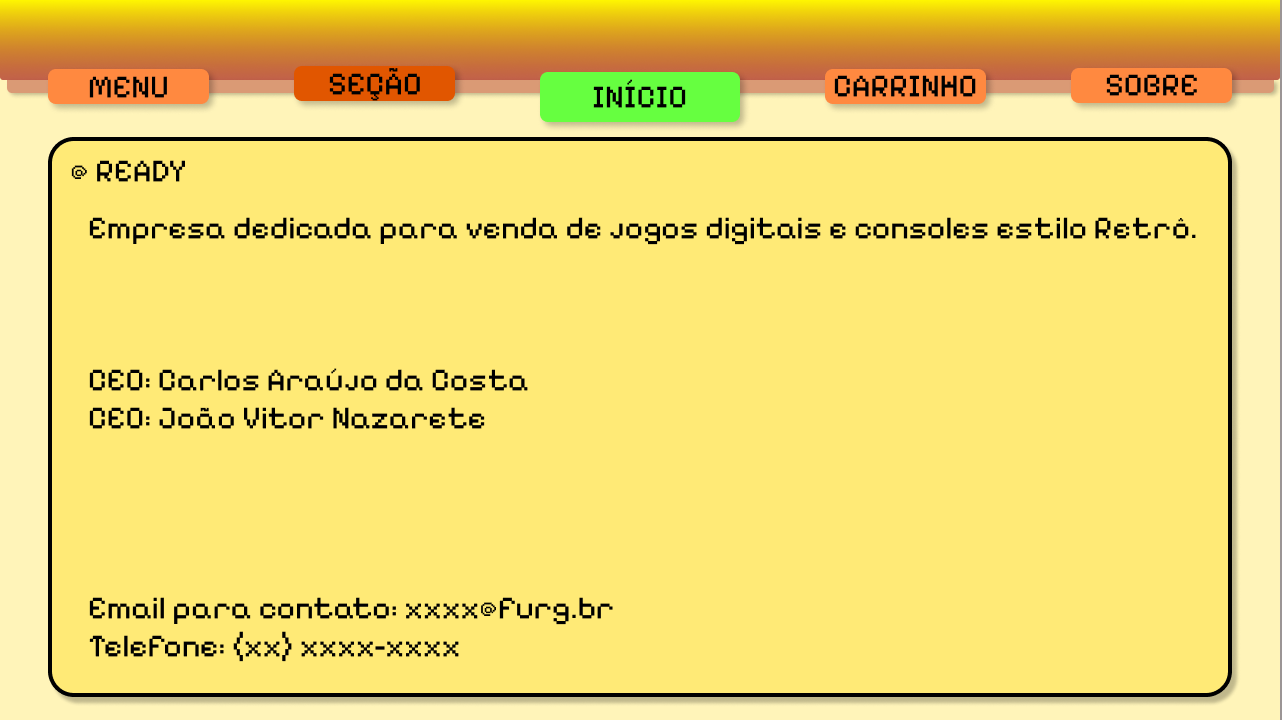 MENU
SEÇÃO
INÍCIO
CARRINHO
SOBRE
@ READY
Empresa dedicada para venda de jogos digitais e consoles estilo Retrô.
CEO: Carlos Araújo da Costa
CEO: João Vitor Nazarete
Email para contato: xxxx@furg.br
Telefone: (xx) xxxx-xxxx